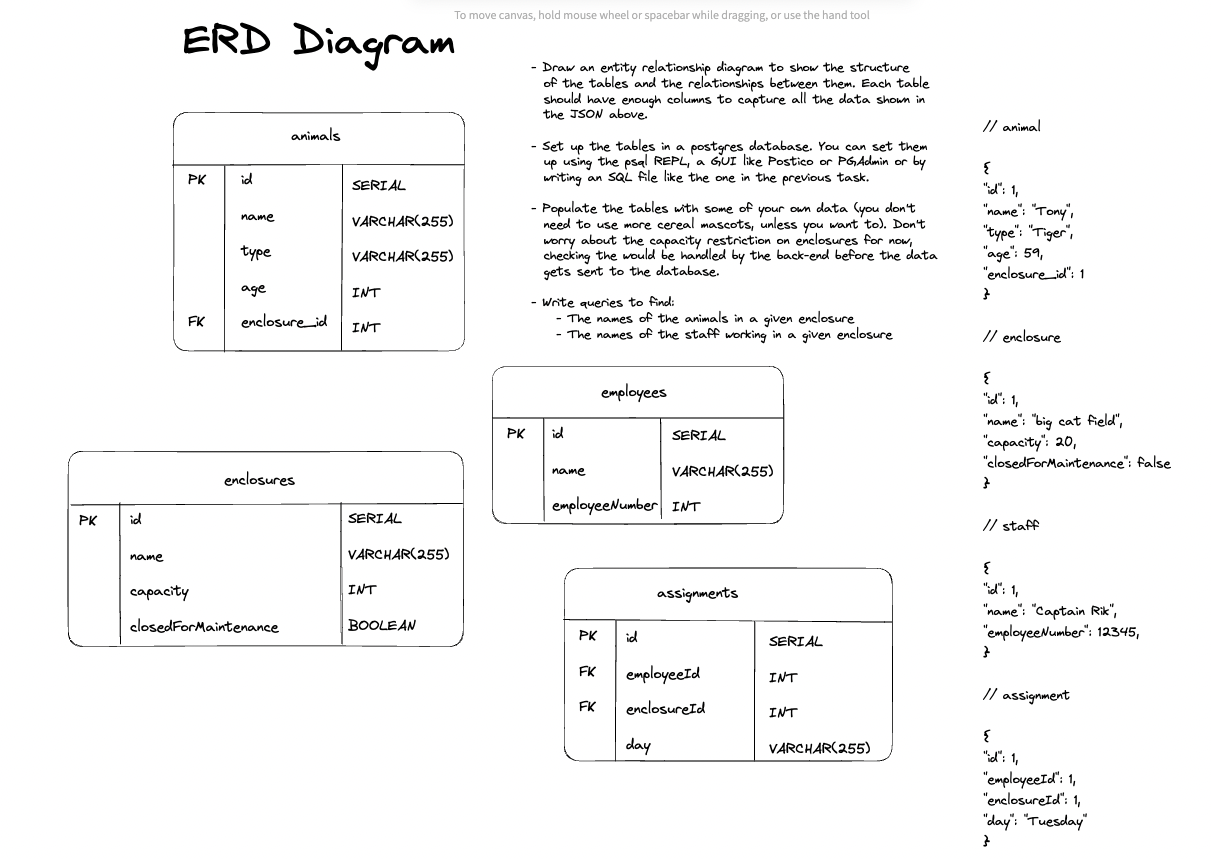 To move canvas, hold mouse wheel or spacebar while dragging, or use the hand tool
ERD Diagram
- Draw an entity relationship diagram to show the structure
of the tables and the relationships between them. Each table
should have enough columns to capture all the data shown in
the JSON above.
- Set up the tables in a postgres database. You can set them
up using the psql REPL, a GUI like Postico or PGAdmin or by
writing an SQL file like the one in the previous task.
- Populate the tables with some of your own data (you don't
need to use more cereal mascots, unless you want to). Don't
worry about the capacity restriction on enclosures for now,
checking the would be handled by the back-end before the data
gets sent to the database.
- Write queries to find:
- The names of the animals in a given enclosure
- The names of the staff working in a given enclosure
animals
PK id SERIAL
name VARCHAR(255)
type VARCHAR(255)
age INT
FK enclosure_id INT
employees
PK id SERIAL
name VARCHAR(255)
employeeNumber INT
enclosures
PK id SERIAL
name VARCHAR(255)
capacity INT
closedForMaintenance BOOLEAN
assignments
PK id SERIAL
FK employeeId INT
FK enclosureId INT
day VARCHAR(255)
// animal
{
"id": 1,
"name": "Tony",
"type": "Tiger",
"age": 59,
"enclosure_id": 1
}
// enclosure
{
"id": 1,
"name": "big cat field",
"capacity": 20,
"closedForMaintenance": false
}
// staff
{
"id": 1,
"name": "Captain Rik",
"employeeNumber": 12345,
}
// assignment
{
"id": 1,
"employeeId": 1,
"enclosureId": 1,
"day": "Tuesday"
}